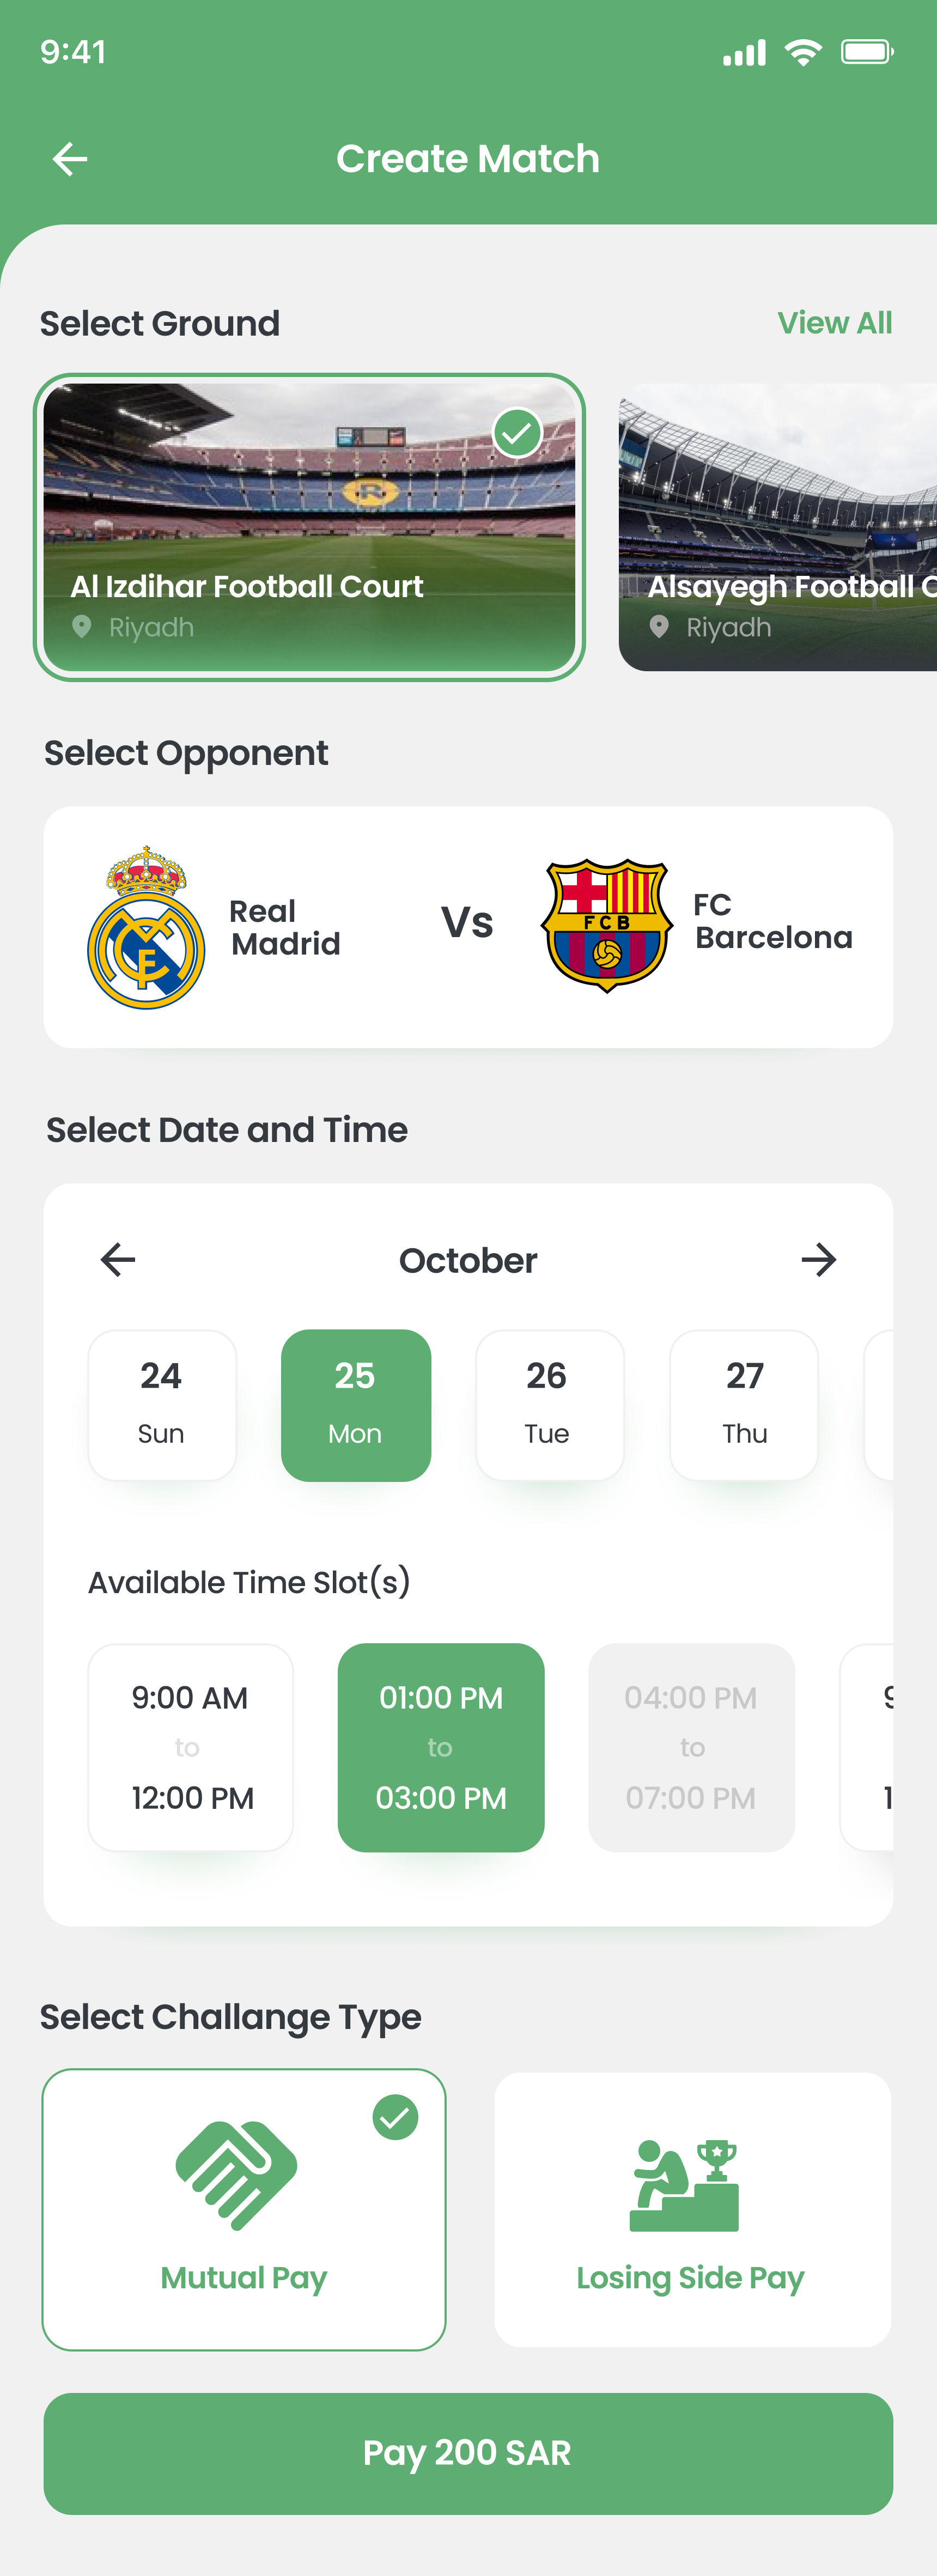 9:41
Create Match
Select Ground
View All
Al Izdihar Football Court
Riyadh
Alsayegh Football C
Riyadh
Select Opponent
Real
Madrid
Vs
FCB
FC
Barcelona
Select Date and Time
October
24
Sun
25
Mon
26
Tue
27
Thu
Available Time Slot(s)
9:00 AM
to
12:00 PM
01:00 PM
to
03:00 PM
04:00 PM
to
07:00 PM
9
1
Select Challange Type
Mutual Pay
Losing Side Pay
Pay 200 SAR